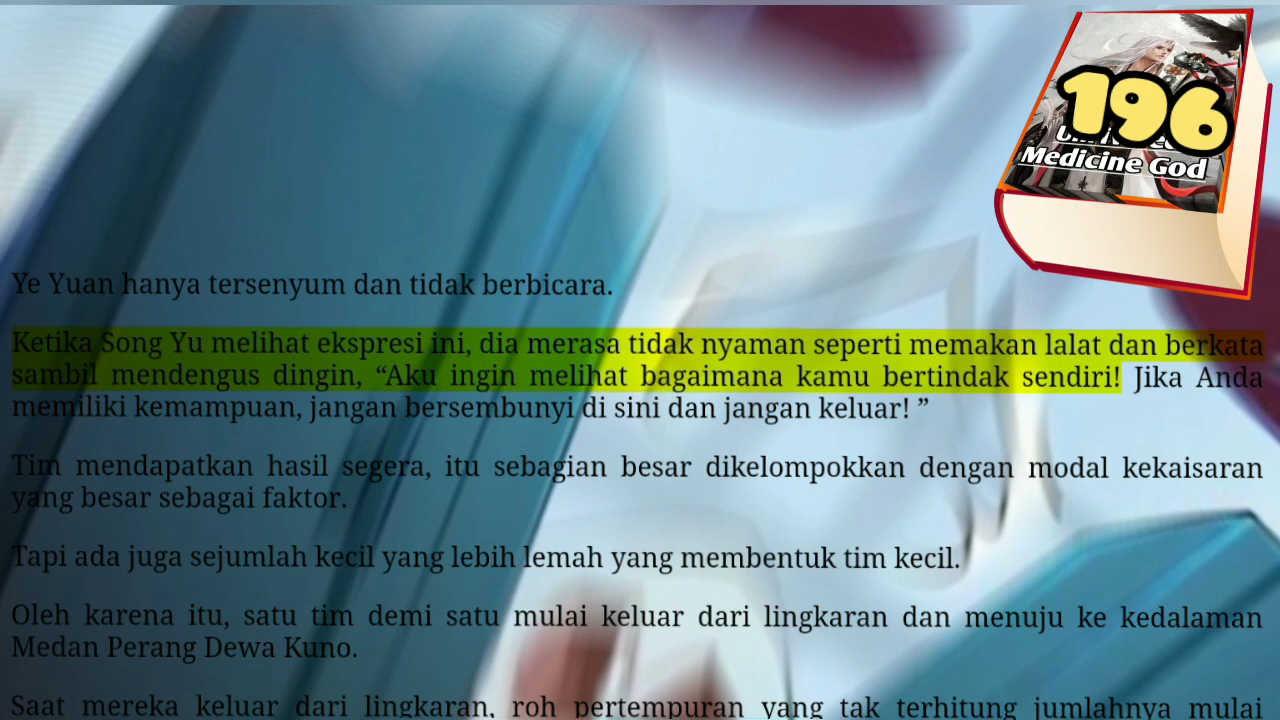 196
Medicine God
Ye Yuan hanya tersenyum dan tidak berbicara.
Ketika Song Yu melihat ekspresi ini, dia merasa tidak nyaman seperti memakan lalat dan berkata
sambil mendengus dingin, “Aku ingin melihat bagaimana kamu bertindak sendiri! Jika Anda
memiliki kemampuan, jangan bersembunyi di sini dan jangan keluar! ”
Tim mendapatkan hasil segera, itu sebagian besar dikelompokkan dengan modal kekaisaran
yang besar sebagai faktor.
Tapi ada juga sejumlah kecil yang lebih lemah yang membentuk tim kecil.
Oleh karena itu, satu tim demi satu mulai keluar dari lingkaran dan menuju ke kedalaman
Medan Perang Dewa Kuno.
Saat mereka keluar dari lingkaran, roh pertempuran yang tak terhitung jumlahnya mulai